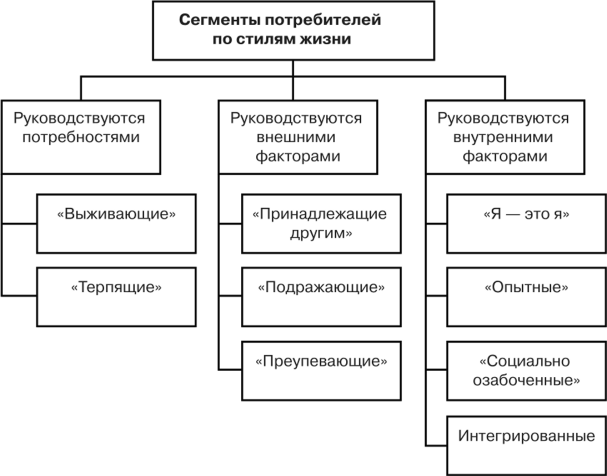 Сегменты потребителей
по стилям жизни
Руководствуются
потребностями
«Выживающие»
«Терпящие»
Руководствуются
внешними
факторами
«Принадлежащие
другим»
«Подражающие»
«Преупевающие»
Руководствуются
внутренними
факторами
«Я — это я»
«Опытные»
«Социально
озабоченные»
Интегрированные